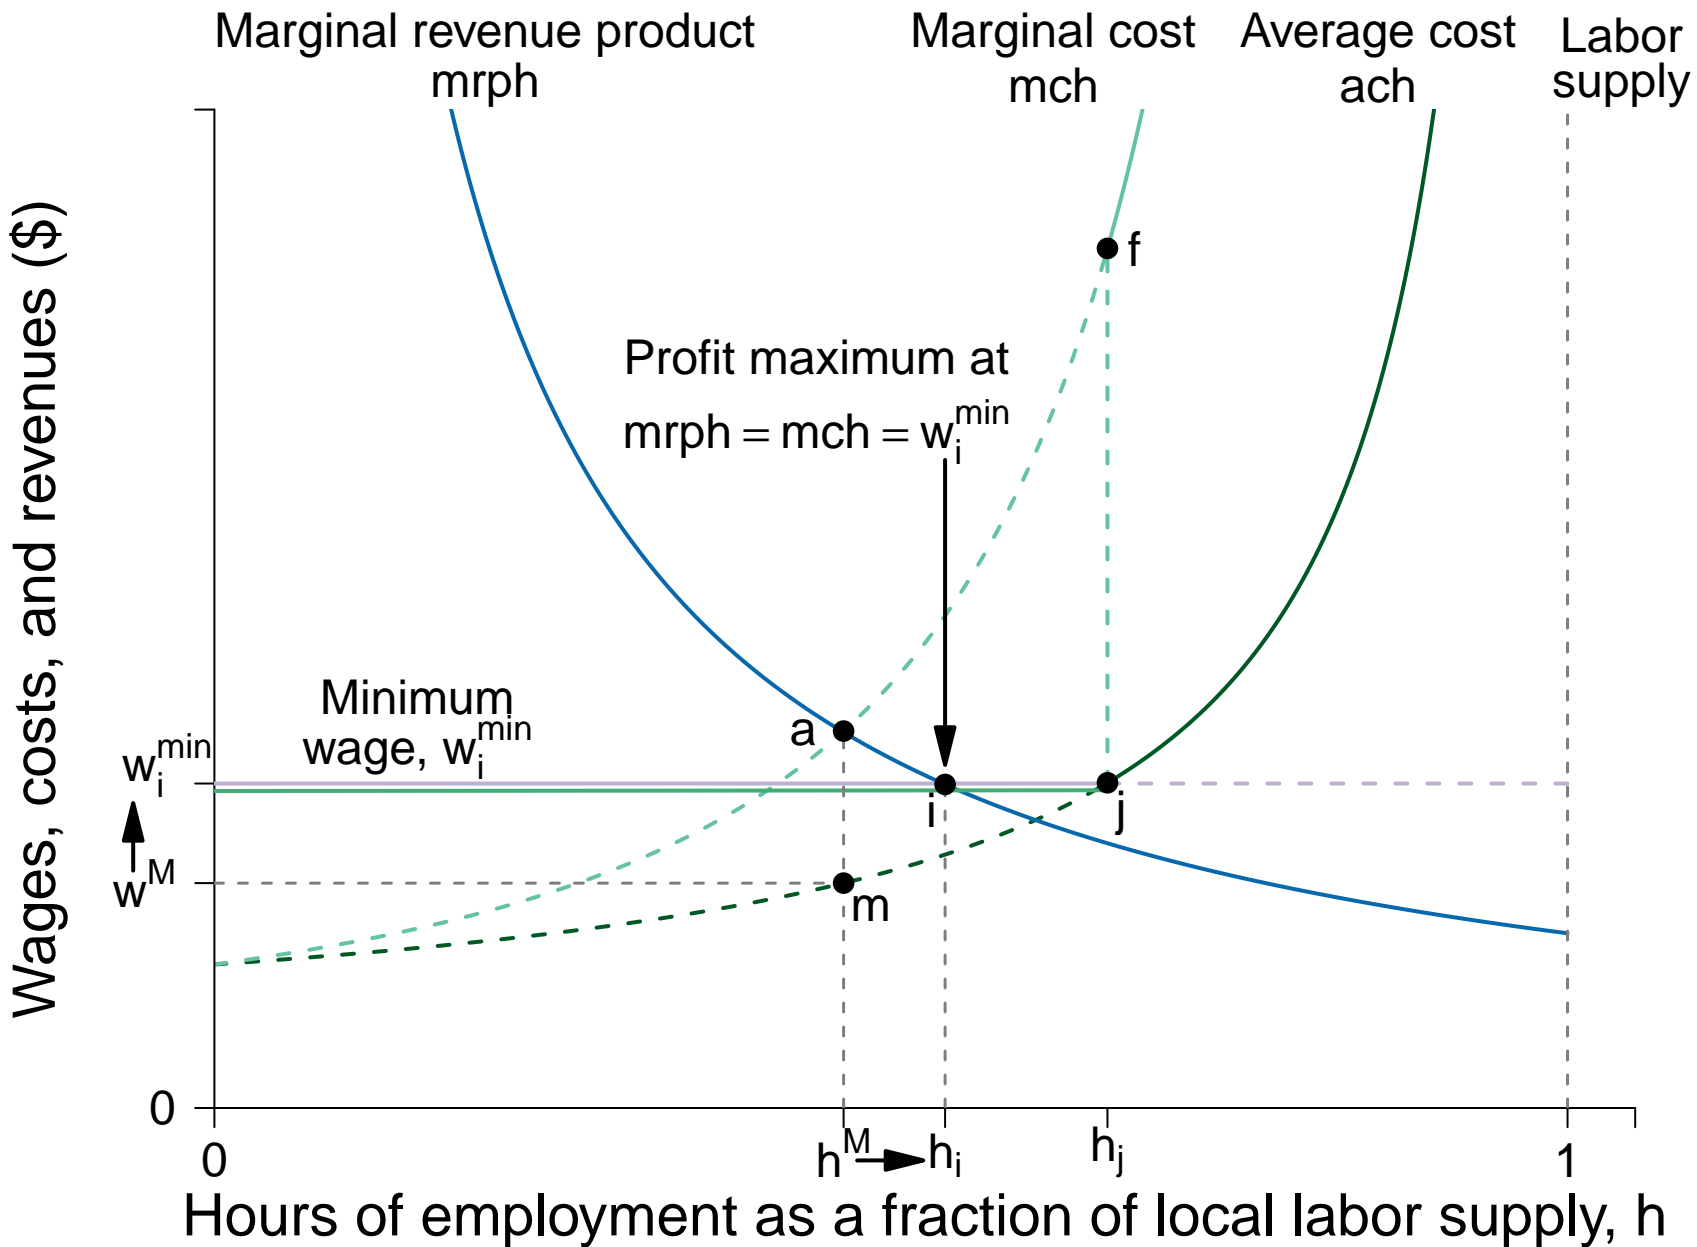 Marginal revenue product
mrph
Marginal cost
mch
Average cost
ach
Labor
supply
Wages, costs, and revenues ($)
f
Profit maximum at
mrph = mch = w_i^min
Minimum
wage, w_i^min
a
w_i^min
i
j
w^M
m
0
0
h^M
h_i
h_j
1
Hours of employment as a fraction of local labor supply, h